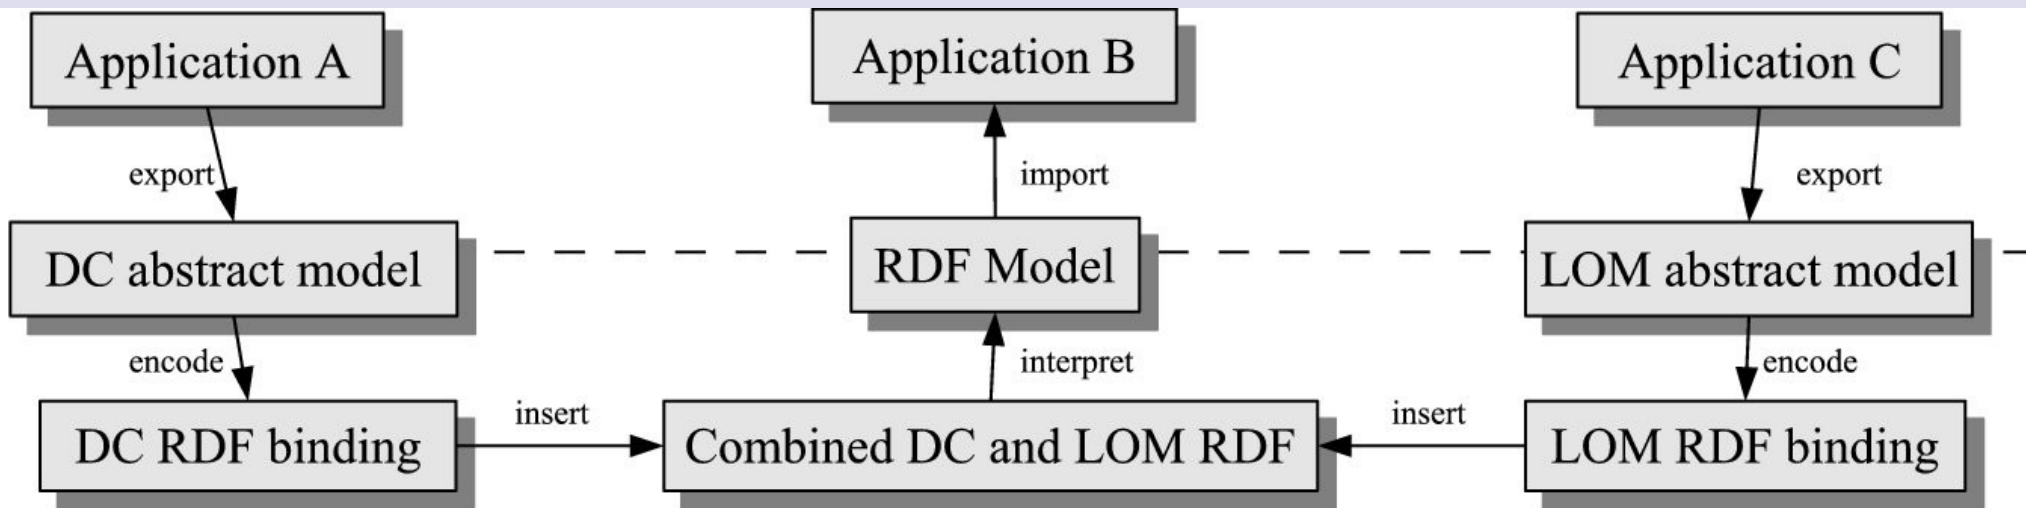 Application A
Application B
Application C
export
import
export
DC abstract model
RDF Model
LOM abstract model
encode
interpret
encode
insert
insert
DC RDF binding
Combined DC and LOM RDF
LOM RDF binding